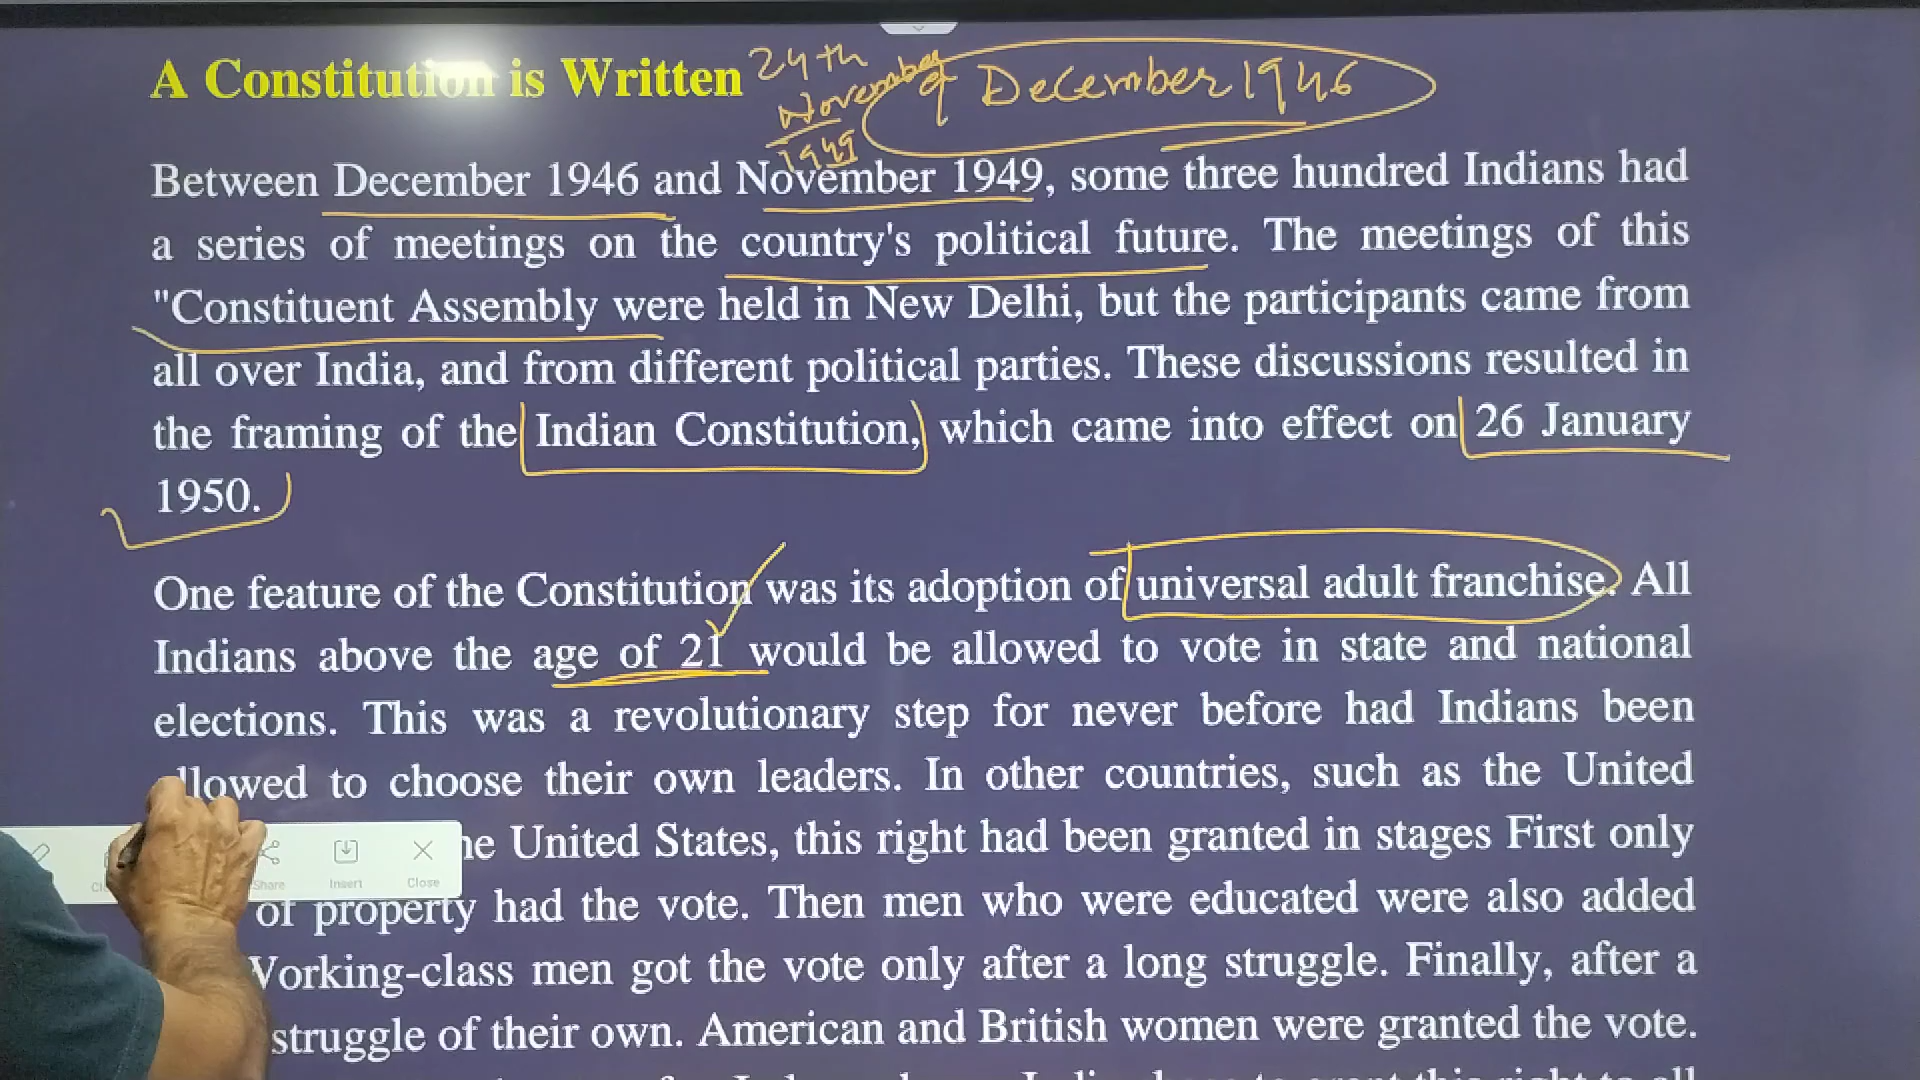 A Constitution is Written
24th
November
1949
9 December 1946
Between December 1946 and November 1949, some three hundred Indians had
a series of meetings on the country's political future. The meetings of this
"Constituent Assembly were held in New Delhi, but the participants came from
all over India, and from different political parties. These discussions resulted in
the framing of the Indian Constitution, which came into effect on 26 January
1950.
One feature of the Constitution was its adoption of universal adult franchise. All
Indians above the age of 21 would be allowed to vote in state and national
elections. This was a revolutionary step for never before had Indians been
llowed to choose their own leaders. In other countries, such as the United
he United States, this right had been granted in stages First only
Share Insert Close
of property had the vote. Then men who were educated were also added
Working-class men got the vote only after a long struggle. Finally, after a
struggle of their own. American and British women were granted the vote.